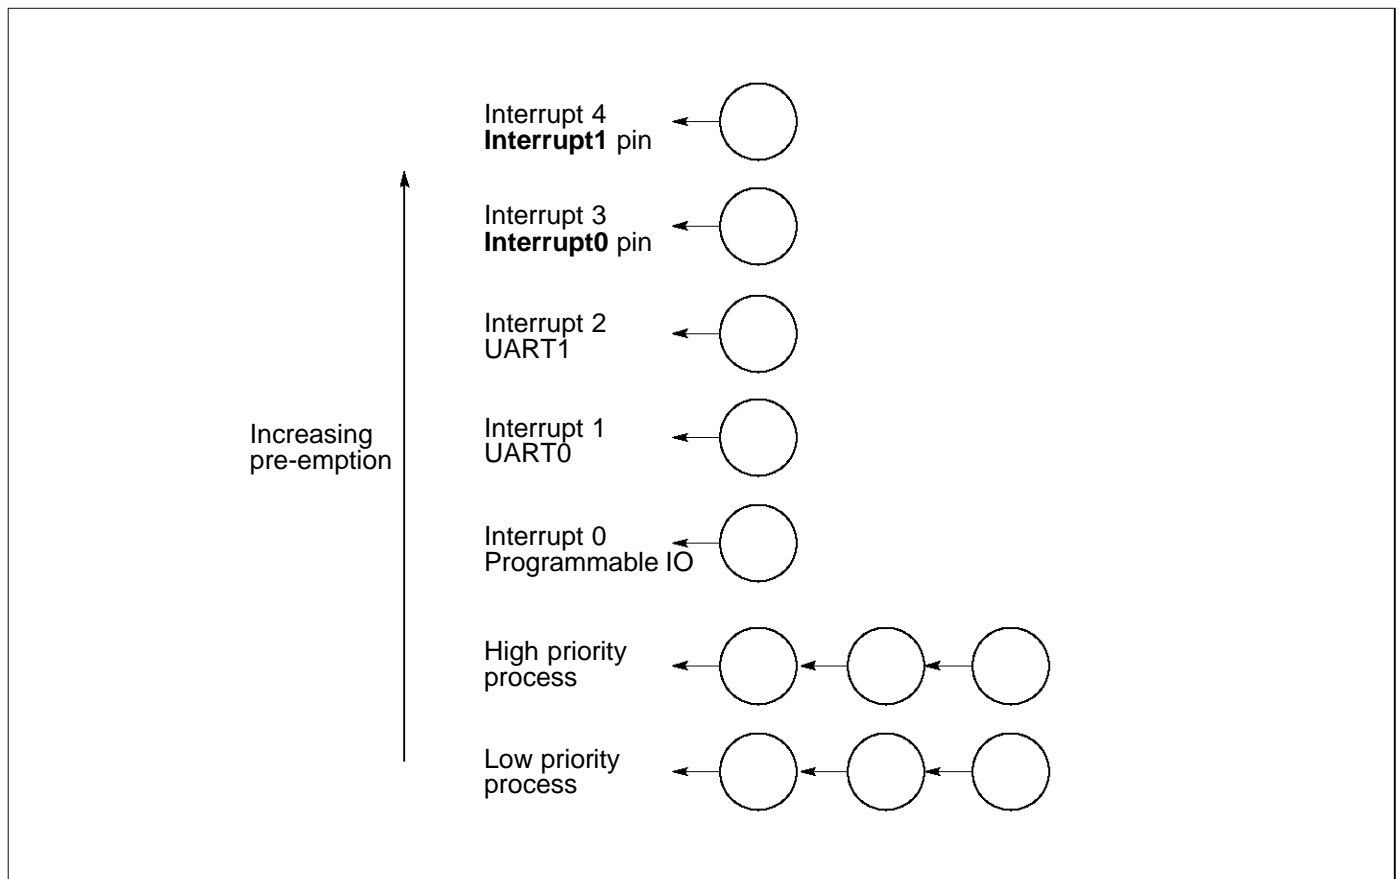 Interrupt 4
Interrupt1 pin
Interrupt 3
Interrupt0 pin
Interrupt 2
UART1
Increasing
pre-emption
Interrupt 1
UART0
Interrupt 0
Programmable IO
High priority
process
Low priority
process